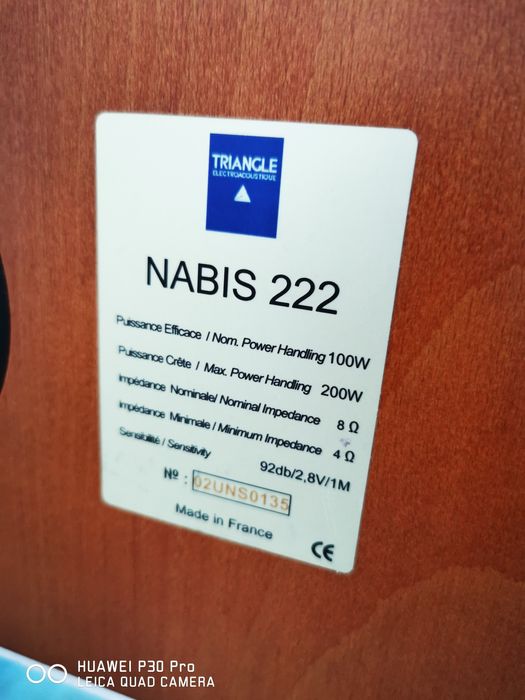 TRIANGLE
ELECTROACOUSTIQUE
NABIS 222
Puissance Efficace / Nom. Power Handling 100W
Puissance Crête / Max. Power Handling 200W
Impédance Nominale/ Nominal Impedance 8 Ω
Impédance Minimale / Minimum Impedance 4 Ω
Sensibilité / Sensitivity 92db/2,8V/1M
Nº : 02UNS0135
Made in France
CE
HUAWEI P30 Pro
LEICA QUAD CAMERA